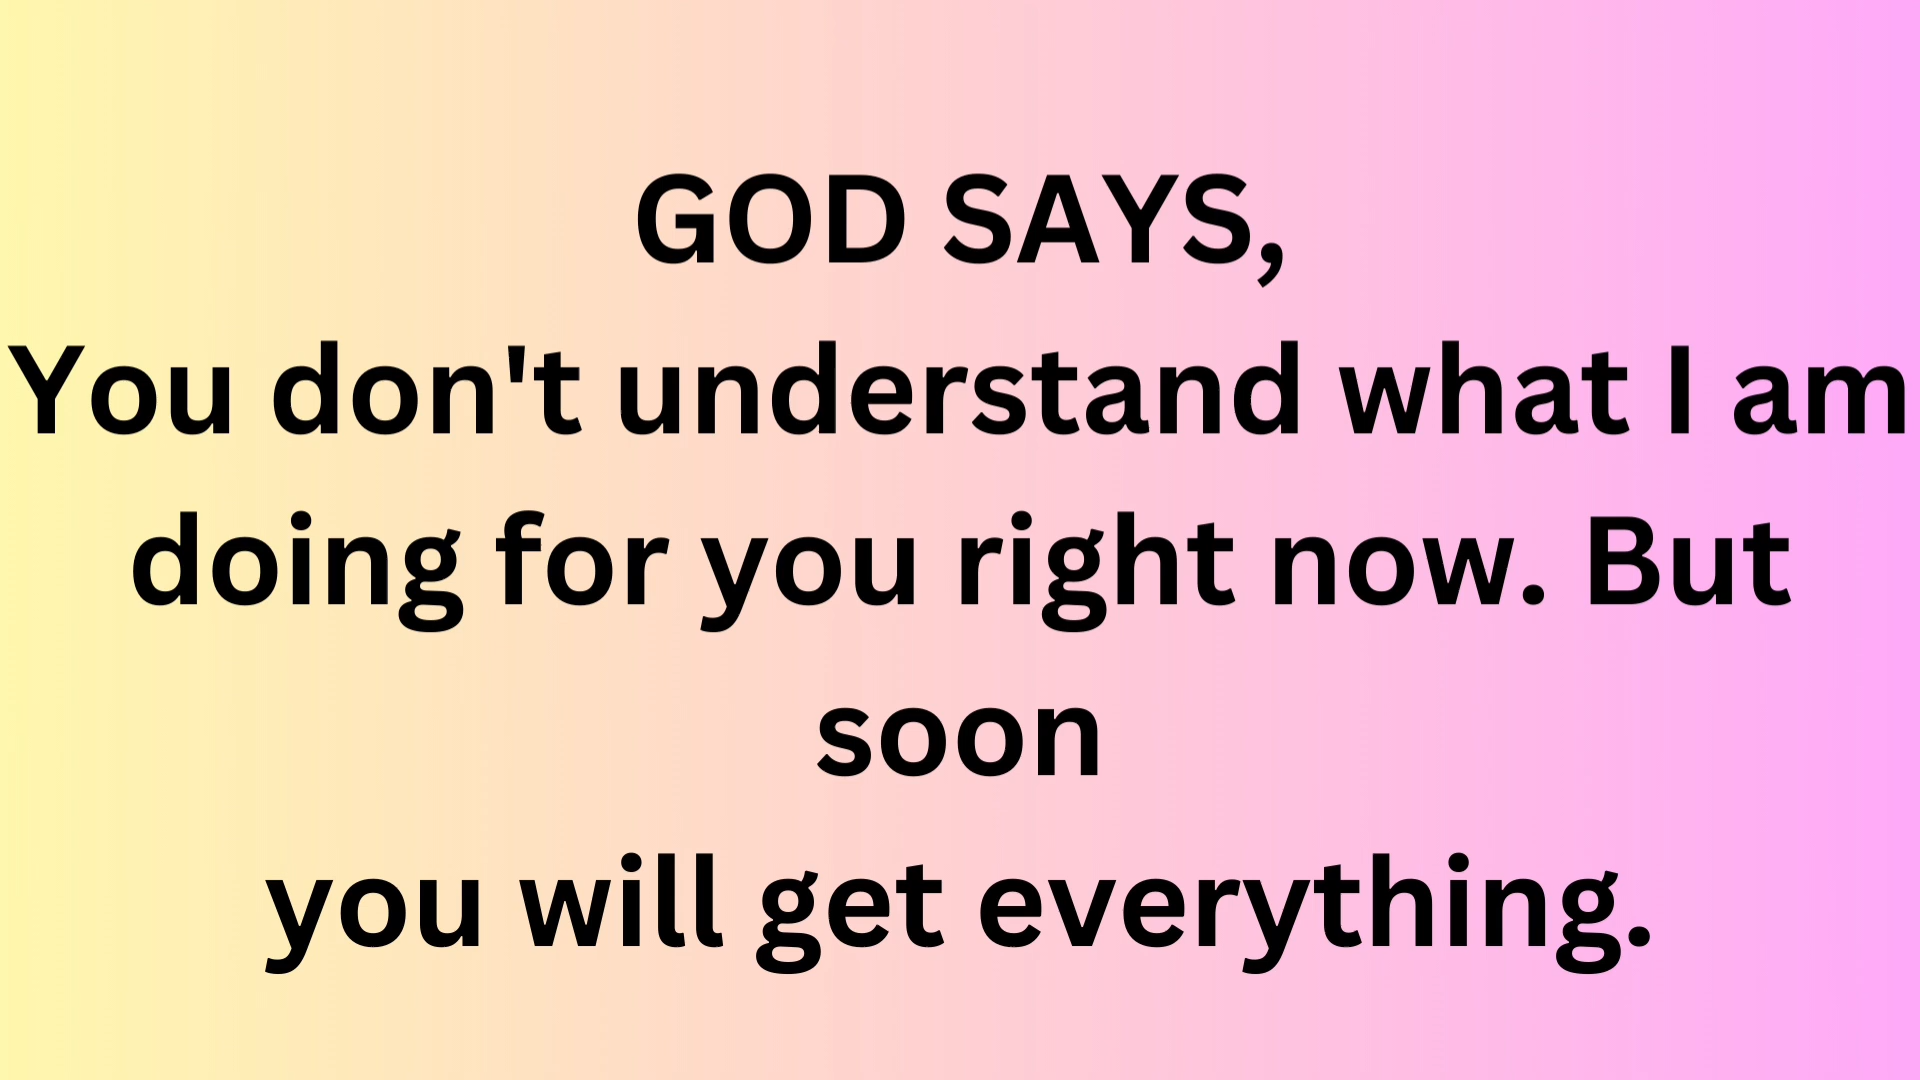 GOD SAYS,
You don't understand what I am
doing for you right now. But
soon
you will get everything.